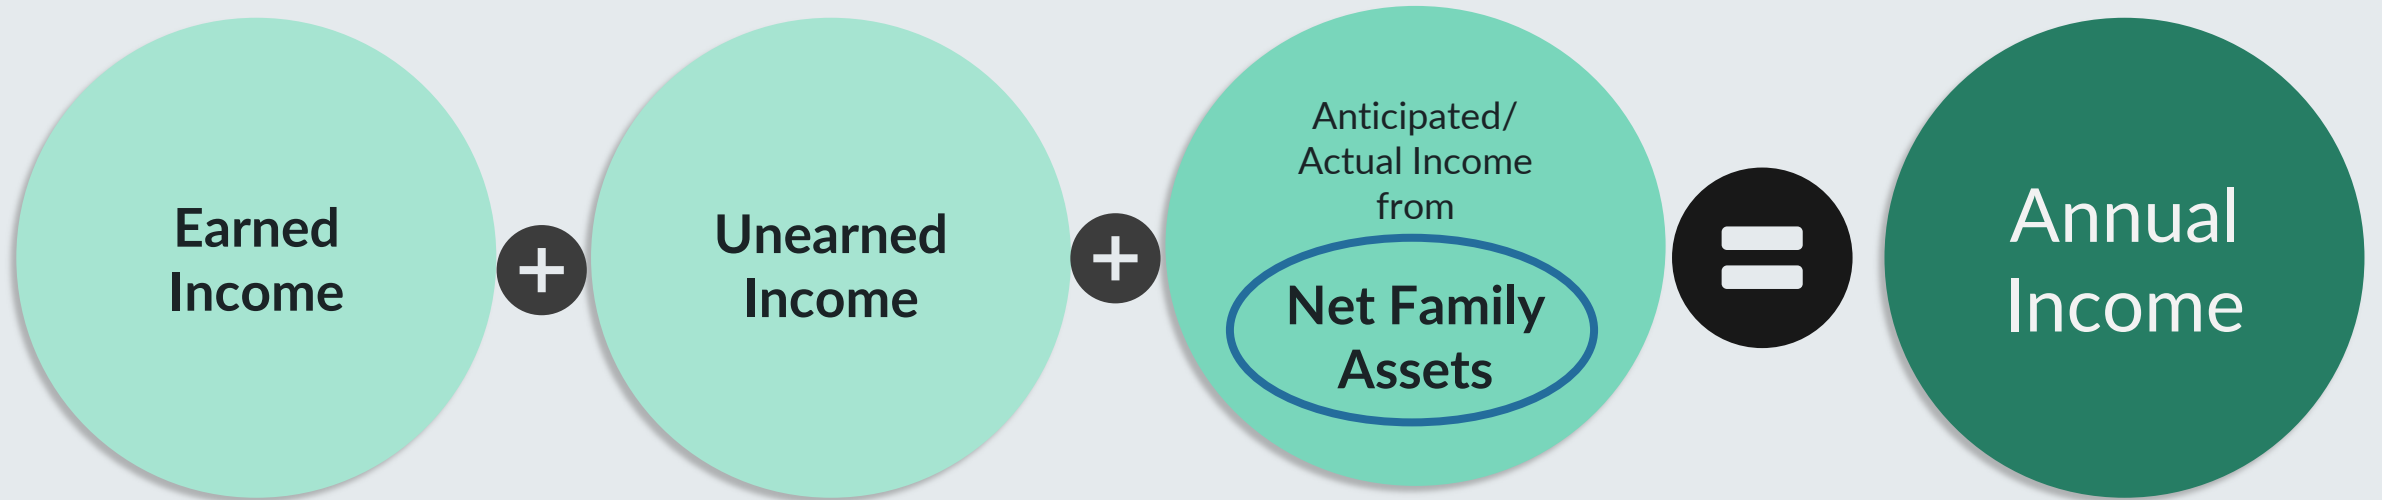 Earned
Income
+
Unearned
Income
+
Anticipated/
Actual Income
from
Net Family
Assets
=
Annual
Income